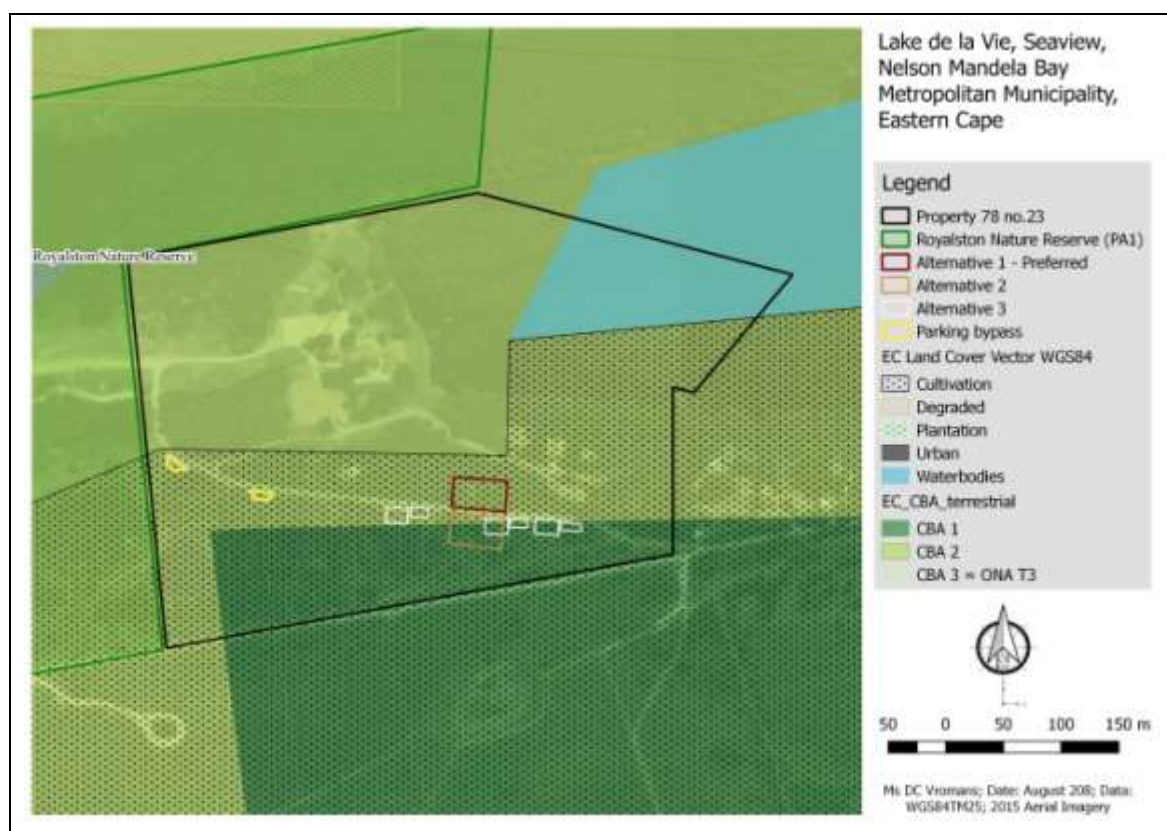 Lake de la Vie, Seaview,
Nelson Mandela Bay
Metropolitan Municipality,
Eastern Cape
Legend
Property 78 no.23
Royalston Nature Reserve (PA1)
Alternative 1 - Preferred
Alternative 2
Alternative 3
Parking bypass
EC Land Cover Vector WGS84
Cultivation
Degraded
Plantation
Urban
Waterbodies
EC_CBA_terrestrial
CBA 1
CBA 2
CBA 3 = ONA T3
Royalston Nature Reserve
50 0 50 100 150 m
Ms DC Vromans; Date: August 208; Data:
WGS84TM25; 2015 Aerial Imagery